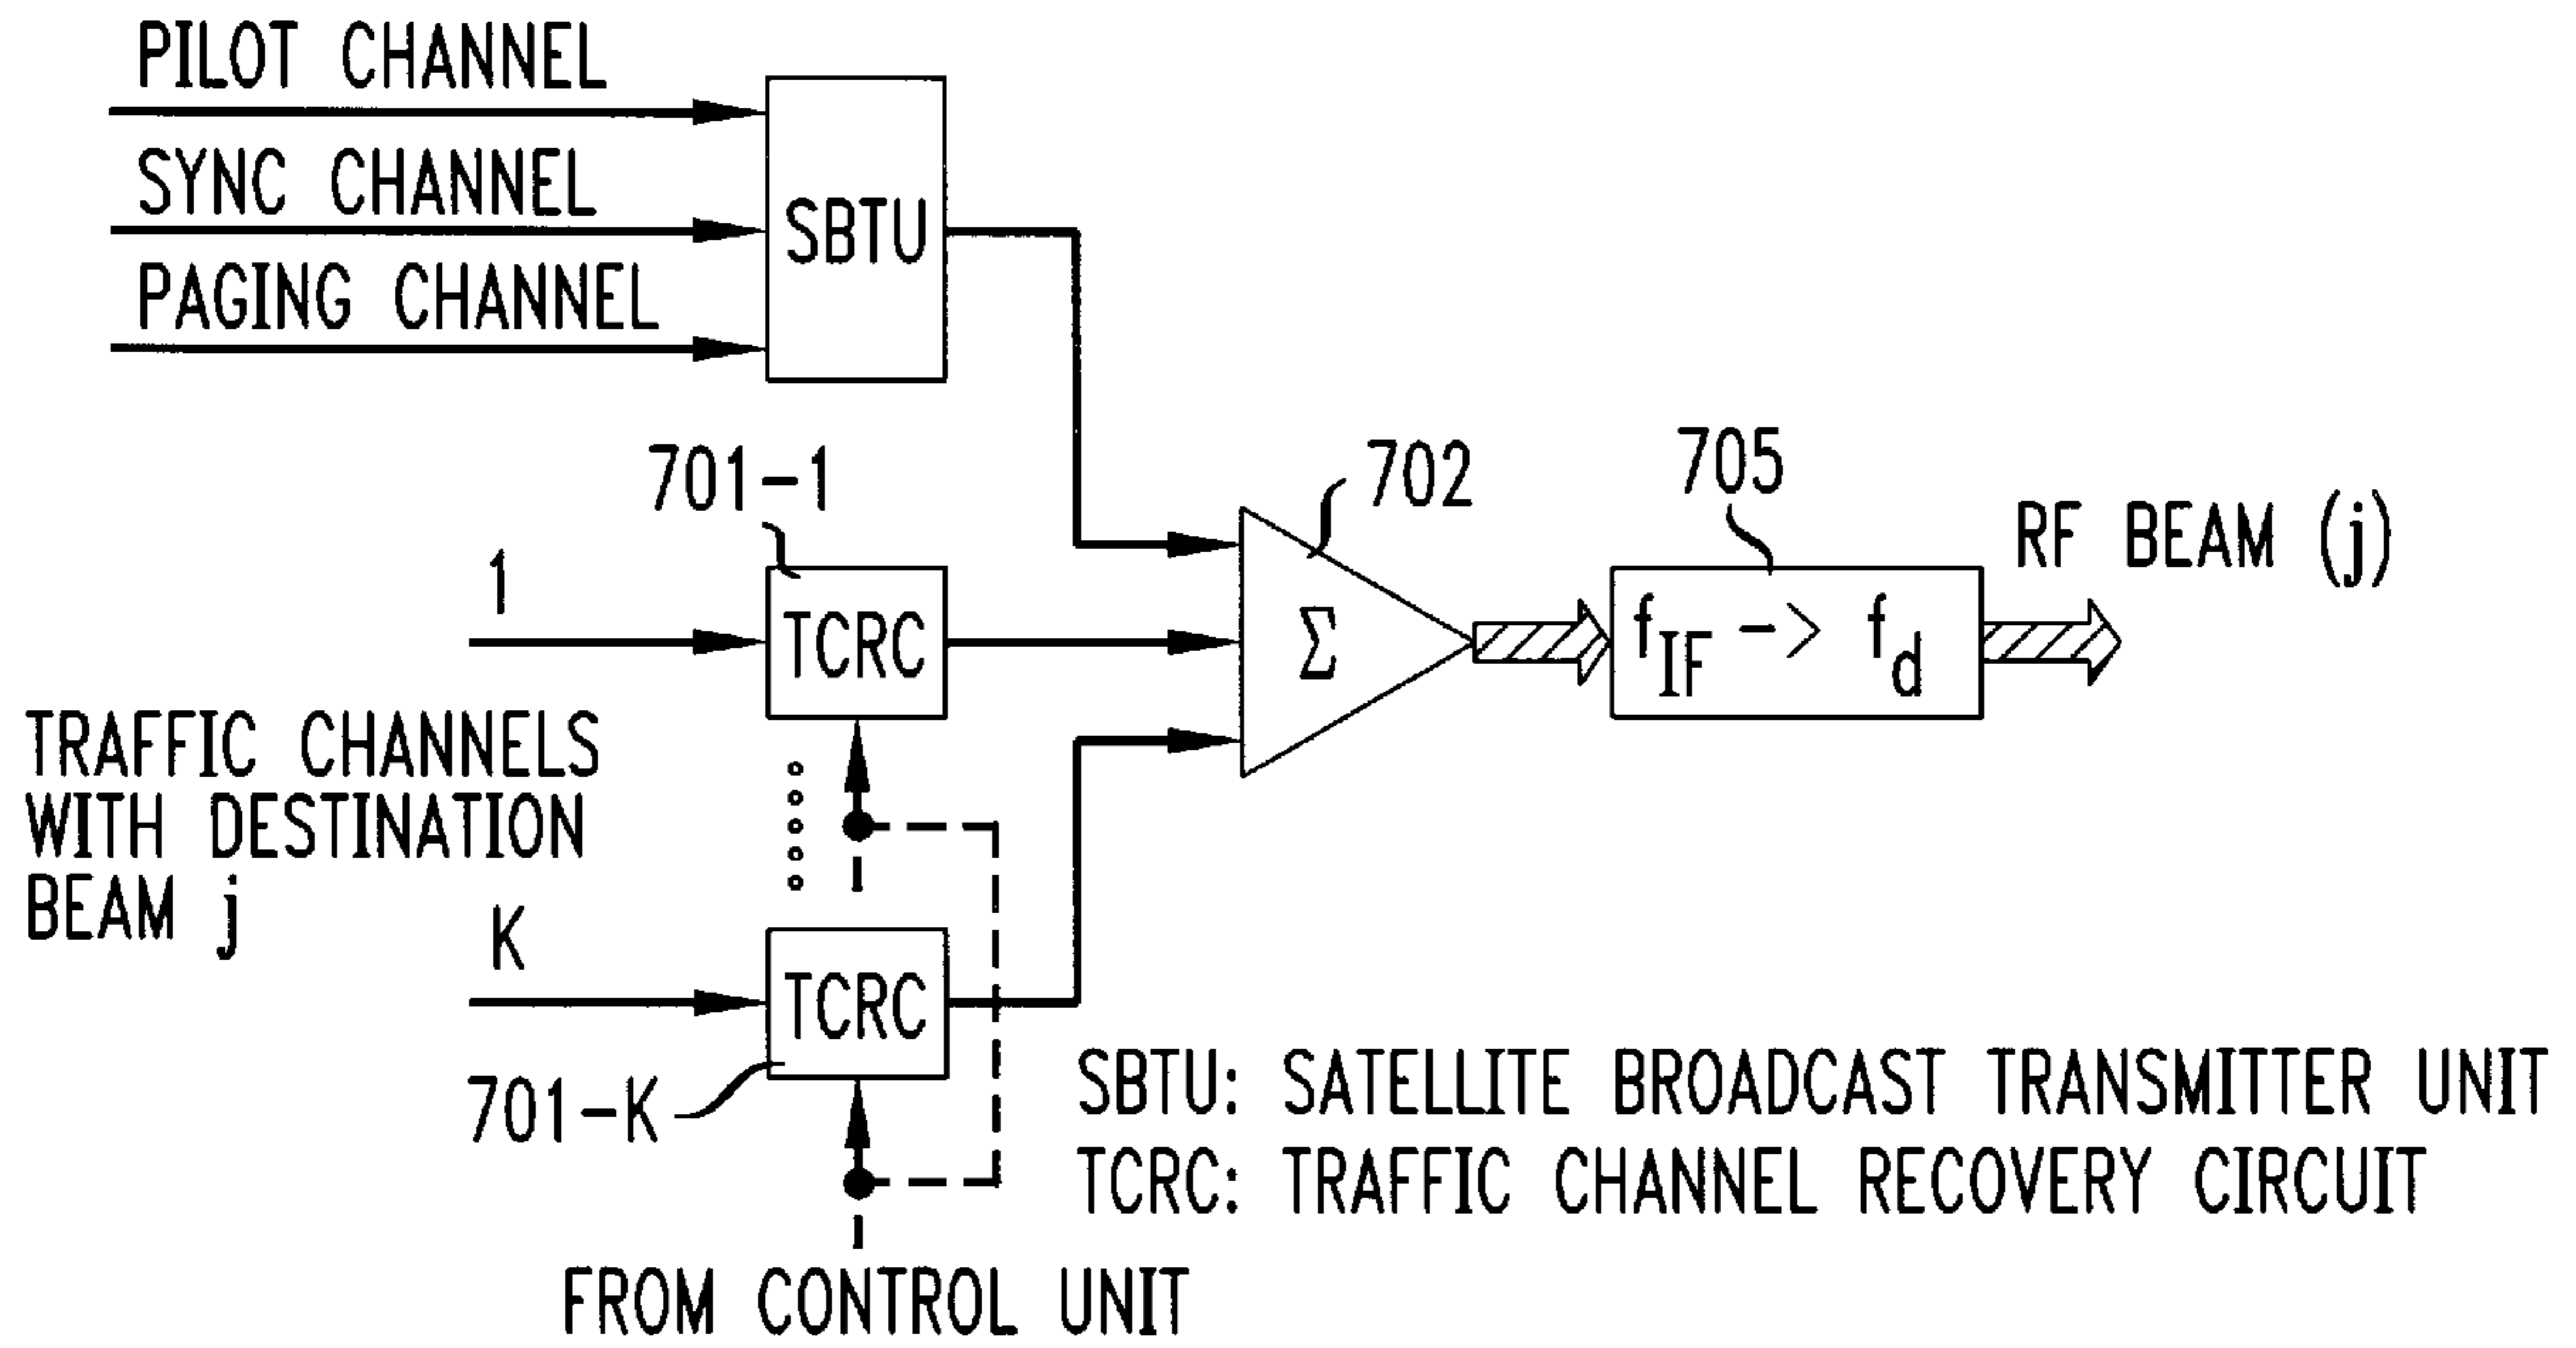 PILOT CHANNEL
SYNC CHANNEL
PAGING CHANNEL
SBTU
701-1
702
705
RF BEAM (j)
1
TCRC
Σ
f_IF -> f_d
TRAFFIC CHANNELS
WITH DESTINATION
BEAM j
K
TCRC
701-K
SBTU: SATELLITE BROADCAST TRANSMITTER UNIT
TCRC: TRAFFIC CHANNEL RECOVERY CIRCUIT
FROM CONTROL UNIT